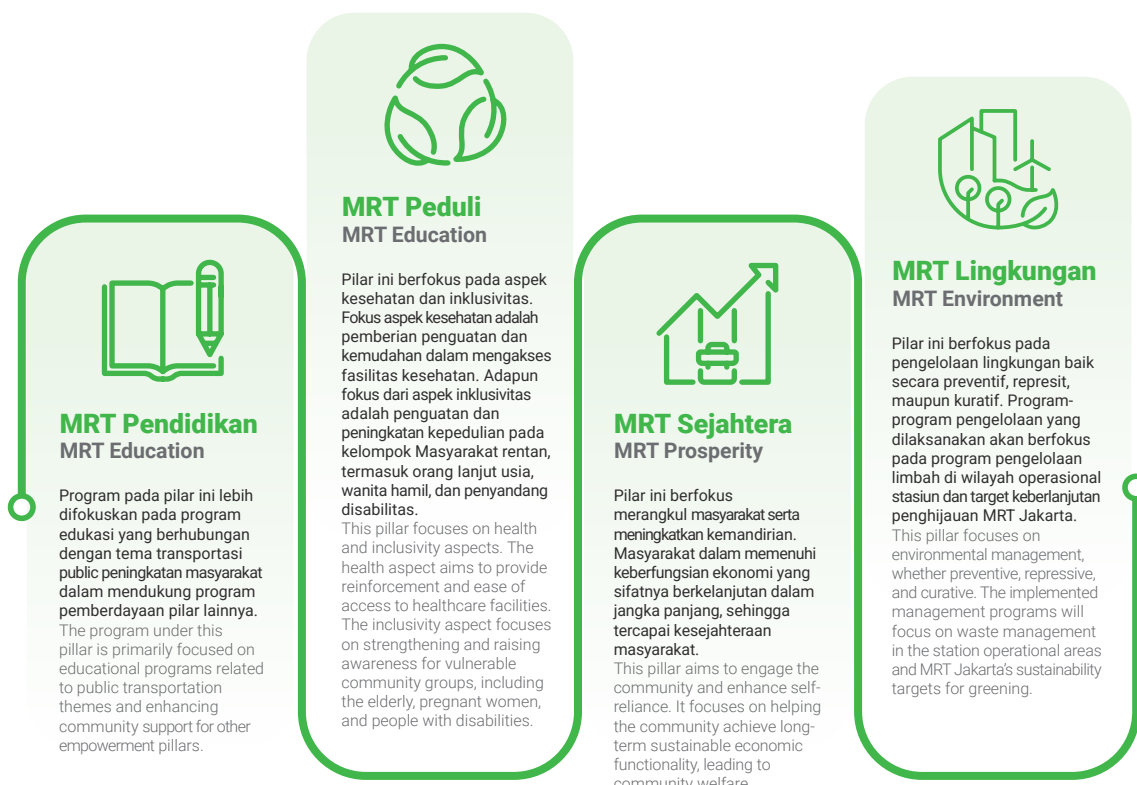 MRT Pendidikan
MRT Education
Program pada pilar ini lebih
difokuskan pada program
edukasi yang berhubungan
dengan tema transportasi
public peningkatan masyarakat
dalam mendukung program
pemberdayaan pilar lainnya.
The program under this
pillar is primarily focused on
educational programs related
to public transportation
themes and enhancing
community support for other
empowerment pillars.
MRT Peduli
MRT Education
Pilar ini berfokus pada aspek
kesehatan dan inklusivitas.
Fokus aspek kesehatan adalah
pemberian penguatan dan
kemudahan dalam mengakses
fasilitas kesehatan. Adapun
fokus dari aspek inklusivitas
adalah penguatan dan
peningkatan kepedulian pada
kelompok Masyarakat rentan,
termasuk orang lanjut usia,
wanita hamil, dan penyandang
disabilitas.
This pillar focuses on health
and inclusivity aspects. The
health aspect aims to provide
reinforcement and ease of
access to healthcare facilities.
The inclusivity aspect focuses
on strengthening and raising
awareness for vulnerable
community groups, including
the elderly, pregnant women,
and people with disabilities.
MRT Sejahtera
MRT Prosperity
Pilar ini berfokus
merangkul masyarakat serta
meningkatkan kemandirian.
Masyarakat dalam memenuhi
keberfungsian ekonomi yang
sifatnya berkelanjutan dalam
jangka panjang, sehingga
tercapai kesejahteraan
masyarakat.
This pillar aims to engage the
community and enhance self-
reliance. It focuses on helping
the community achieve long-
term sustainable economic
functionality, leading to
community welfare
MRT Lingkungan
MRT Environment
Pilar ini berfokus pada
pengelolaan lingkungan baik
secara preventif, represit,
maupun kuratif. Program-
program pengelolaan yang
dilaksanakan akan berfokus
pada program pengelolaan
limbah di wilayah operasional
stasiun dan target keberlanjutan
penghijauan MRT Jakarta.
This pillar focuses on
environmental management,
whether preventive, repressive,
and curative. The implemented
management programs will
focus on waste management
in the station operational areas
and MRT Jakarta's sustainability
targets for greening.